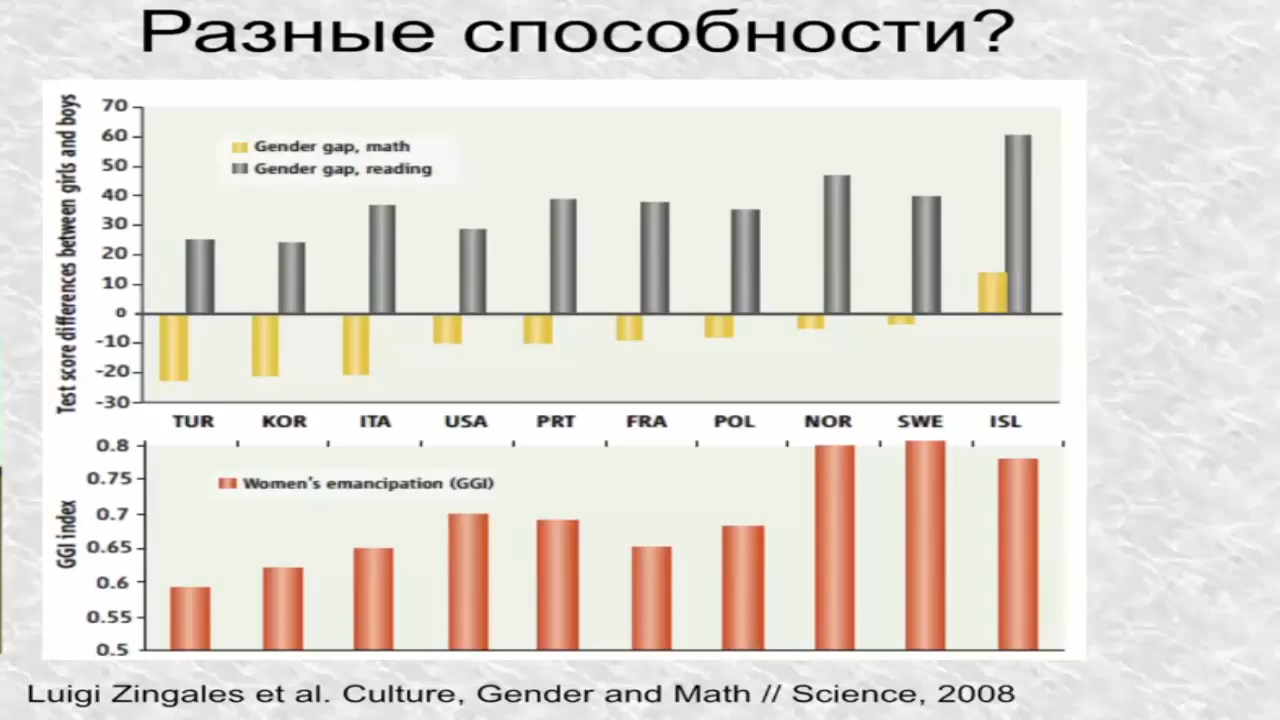 Разные способности?
Test score differences between girls and boys
70
60
50
40
30
20
10
0
-10
-20
-30
Gender gap, math
Gender gap, reading
TUR KOR ITA USA PRT FRA POL NOR SWE ISL
GGI index
0.8
0.75
0.7
0.65
0.6
0.55
0.5
Women's emancipation (GGI)
Luigi Zingales et al. Culture, Gender and Math // Science, 2008